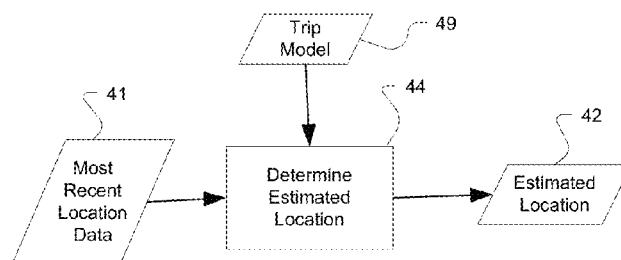 Trip
Model
49
41
44
42
Most
Recent
Location
Data
Determine
Estimated
Location
Estimated
Location